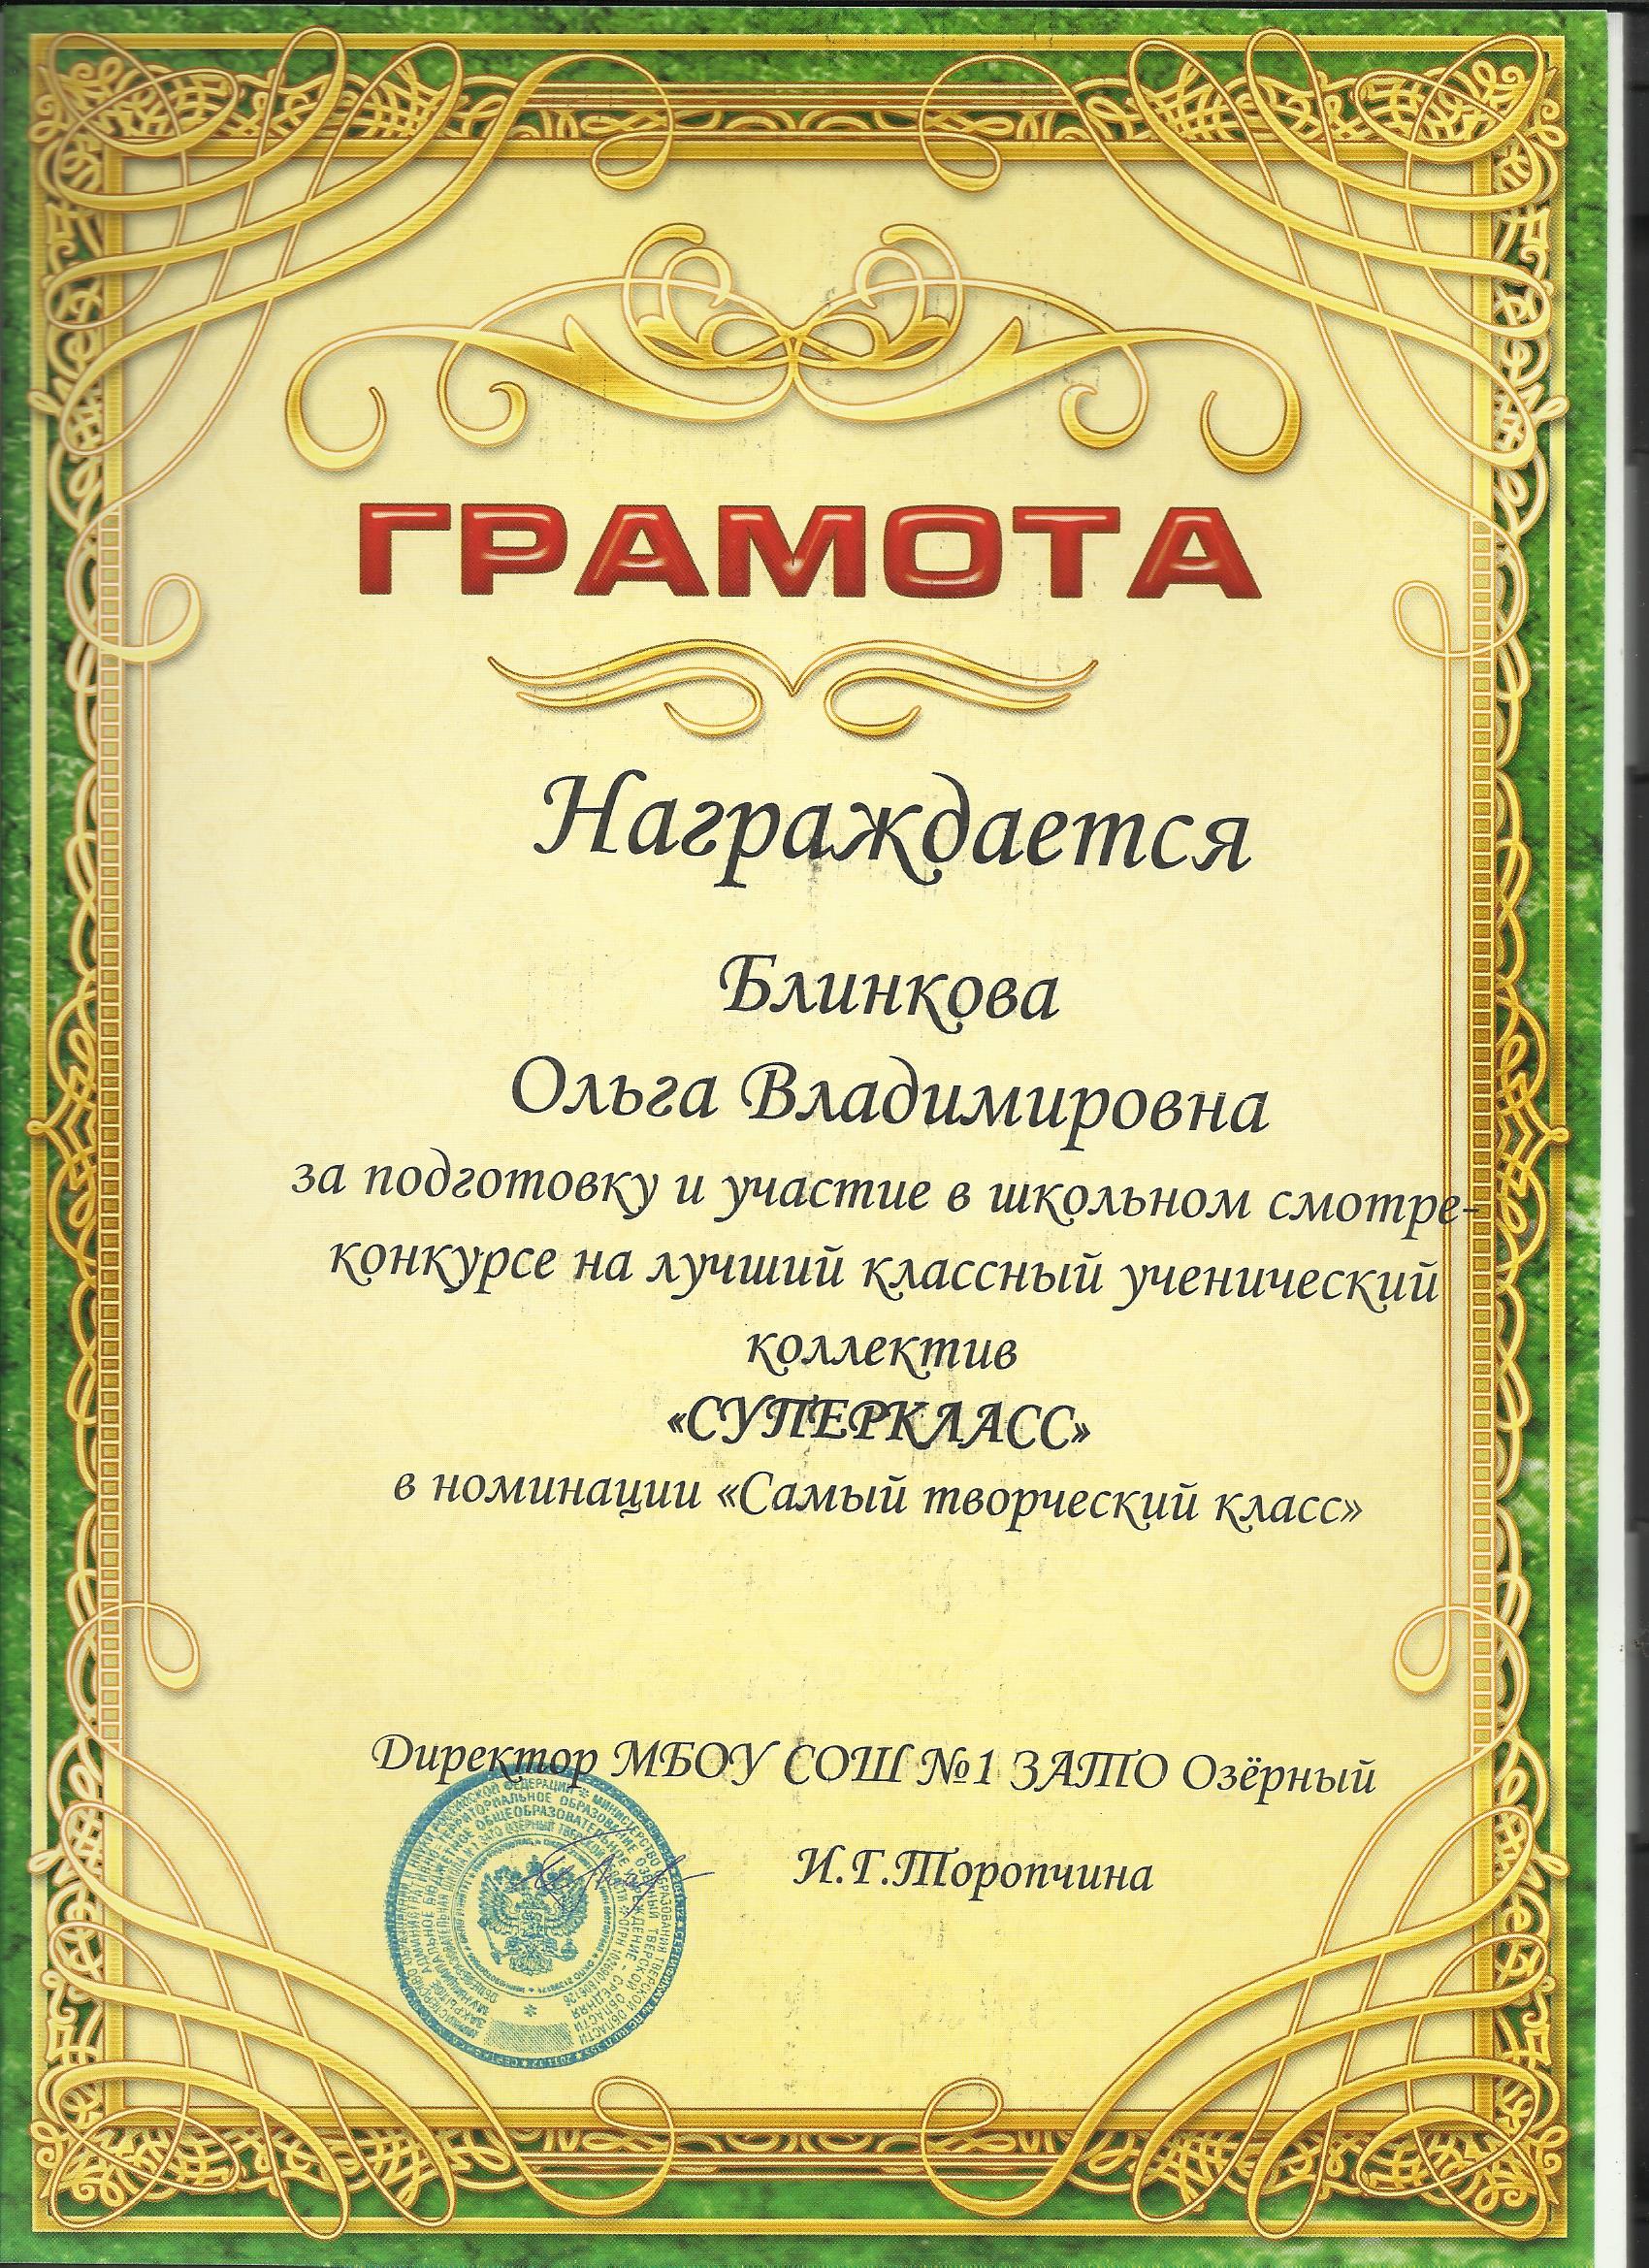 ГРАМОТА
Награждается
Блинкова
Ольга Владимировна
за подготовку и участие в школьном смотре-
конкурсе на лучший классный ученический
коллектив
«СУПЕРКЛАСС»
в номинации «Самый творческий класс»
Директор МБОУ СОШ №1 ЗАТО Озёрный
И.Г.Торопчина